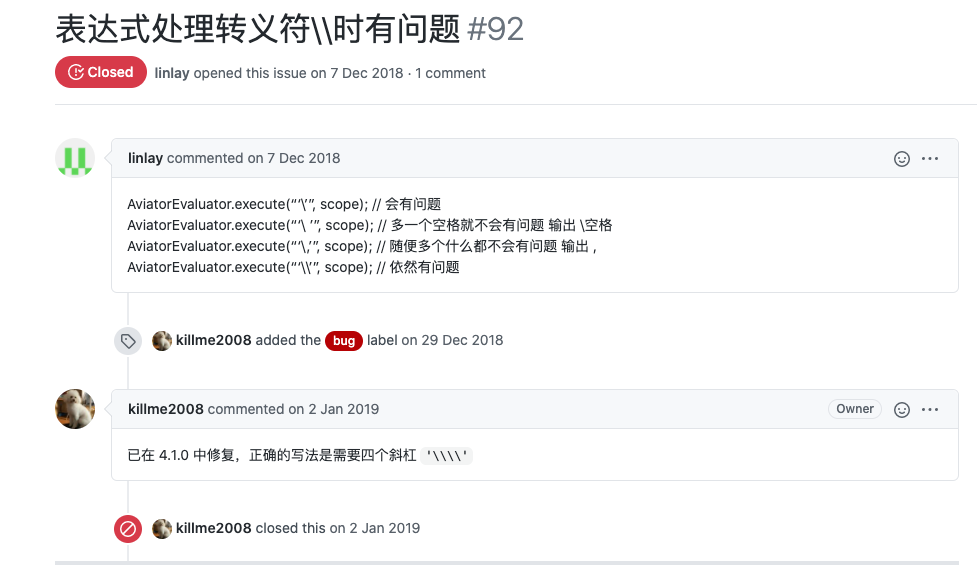 表达式处理转义符\\时有问题 #92
Closed linlay opened this issue on 7 Dec 2018 · 1 comment
linlay commented on 7 Dec 2018
AviatorEvaluator.execute(“‘\’”, scope); // 会有问题
AviatorEvaluator.execute(“‘\ ’”, scope); // 多一个空格就不会有问题 输出 \空格
AviatorEvaluator.execute(“‘\,’”, scope); // 随便多个什么都不会有问题 输出 ,
AviatorEvaluator.execute(“‘\\’”, scope); // 依然有问题
killme2008 added the bug label on 29 Dec 2018
killme2008 commented on 2 Jan 2019 Owner
已在 4.1.0 中修复，正确的写法是需要四个斜杠 '\\\\'
killme2008 closed this on 2 Jan 2019